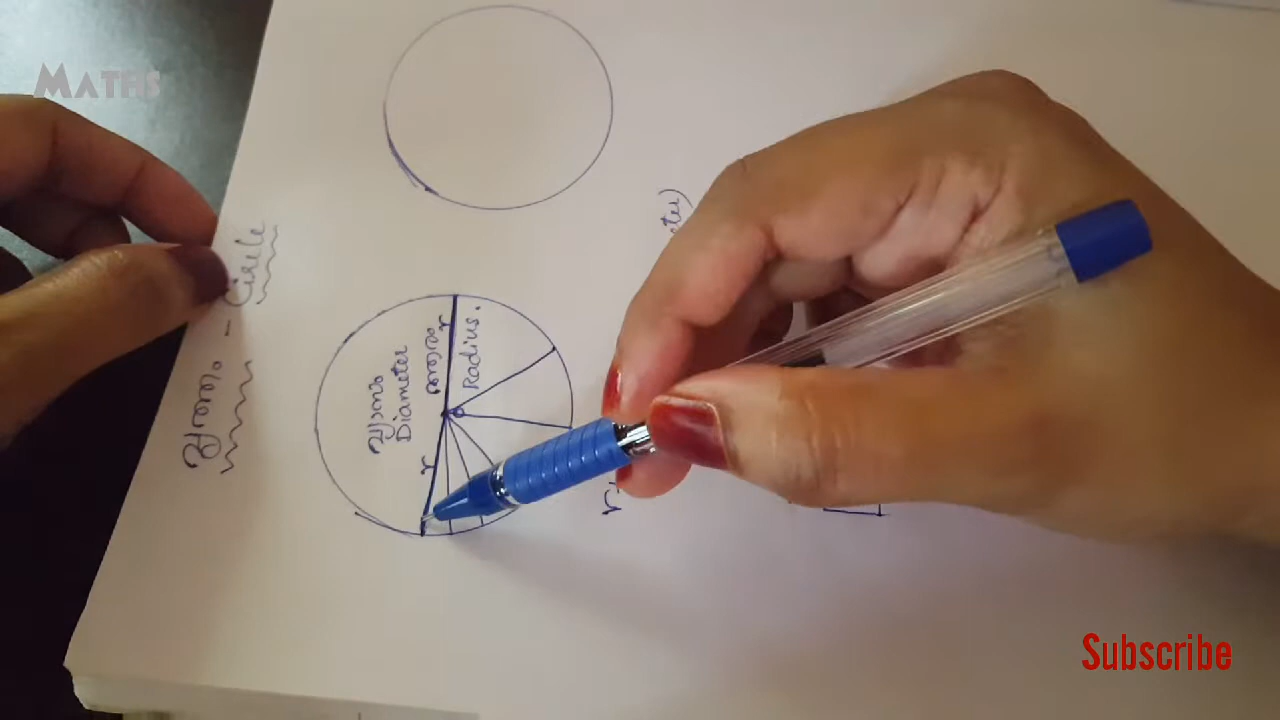 MATHS
വൃത്തം - Circle
വ്യാസം
Diameter
ആരം
r
Radius.
r
r,
Subscribe